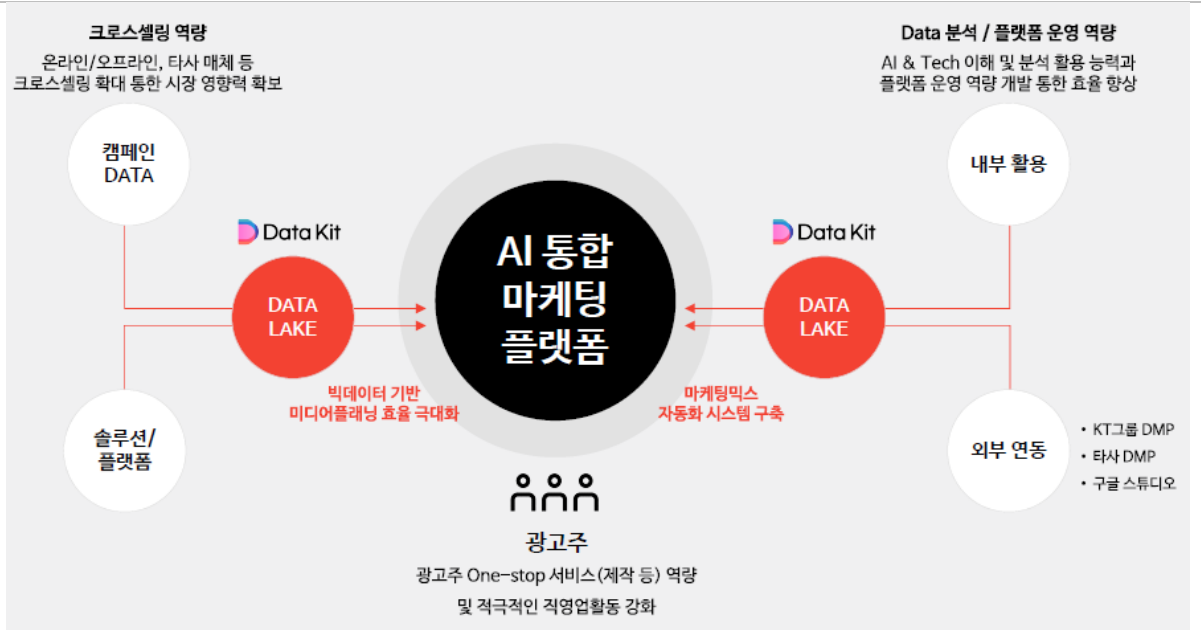 크로스셀링 역량
온라인/오프라인, 타사 매체 등
크로스셀링 확대 통한 시장 영향력 확보
캠페인
DATA
Data Kit
DATA
LAKE
솔루션/
플랫폼
빅데이터 기반
미디어플래닝 효율 극대화
AI 통합
마케팅
플랫폼
Data 분석 / 플랫폼 운영 역량
AI & Tech 이해 및 분석 활용 능력과
플랫폼 운영 역량 개발 통한 효율 향상
내부 활용
Data Kit
DATA
LAKE
마케팅믹스
자동화 시스템 구축
외부 연동
• KT그룹 DMP
• 타사 DMP
• 구글 스튜디오
광고주
광고주 One-stop 서비스(제작 등) 역량
및 적극적인 직영업활동 강화